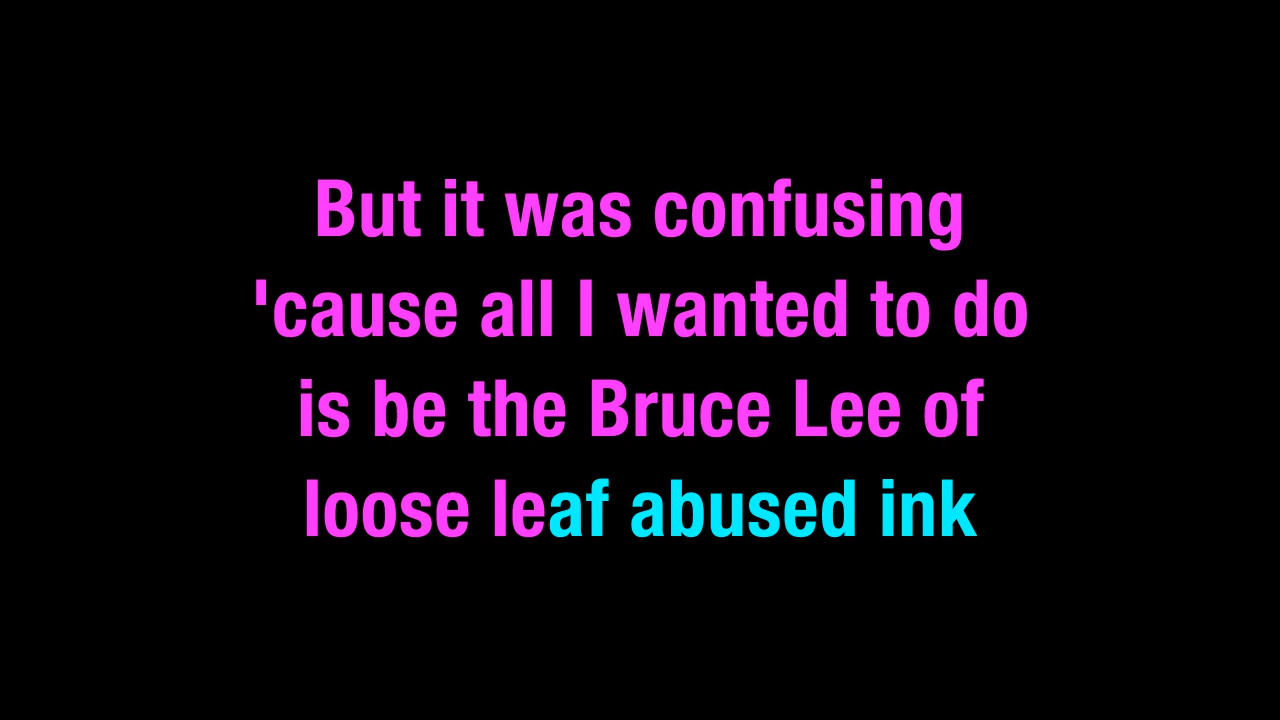 But it was confusing
'cause all I wanted to do
is be the Bruce Lee of
loose leaf abused ink